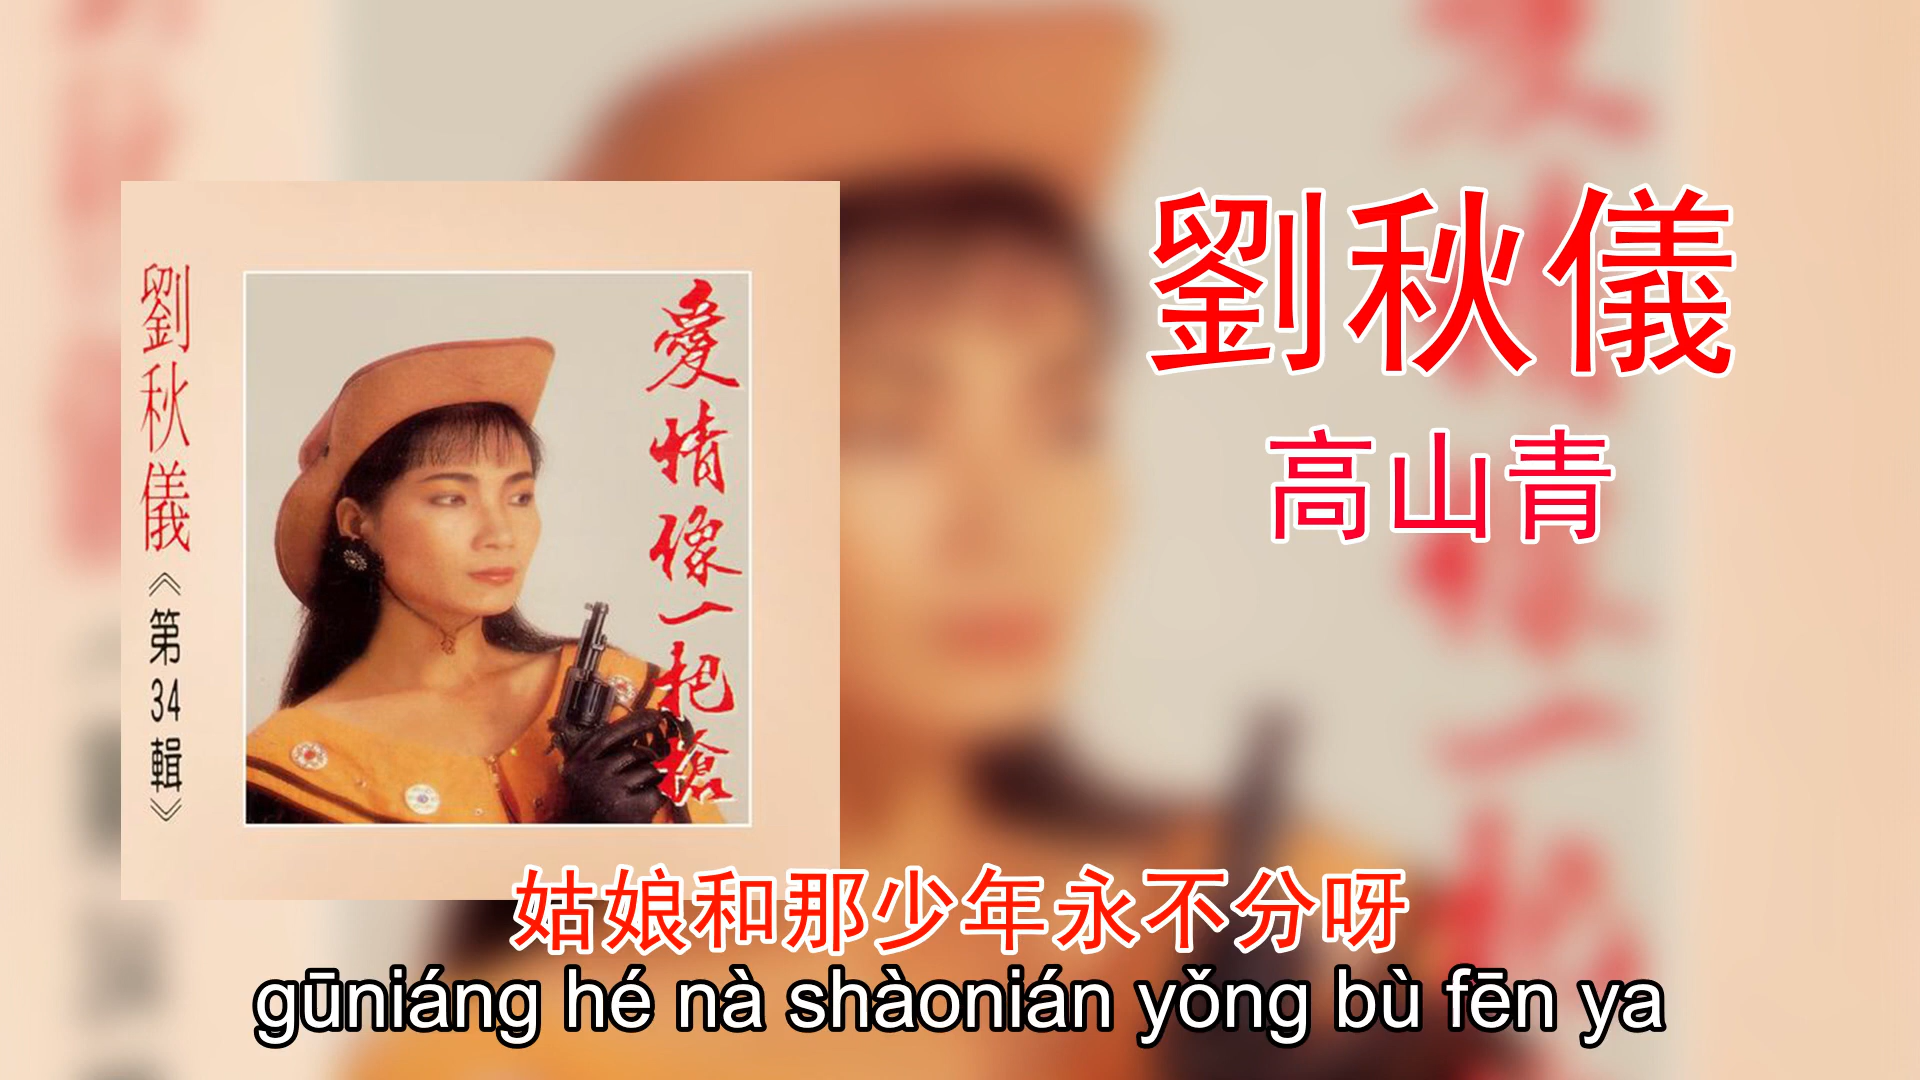 劉秋儀《第34輯》
愛情像一把槍
劉秋儀
高山青
姑娘和那少年永不分呀
gūniáng hé nà shàonián yǒng bù fēn ya